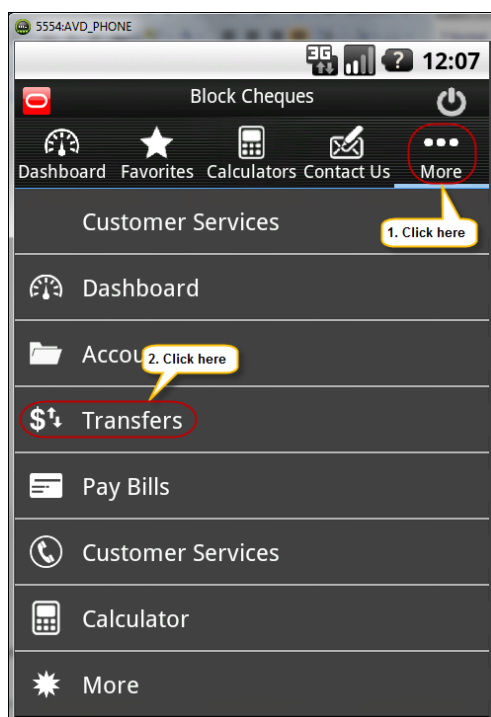 5554:AVD_PHONE
3G
12:07
Block Cheques
Dashboard Favorites Calculators Contact Us More
1. Click here
Customer Services
Dashboard
2. Click here
Transfers
Pay Bills
Customer Services
Calculator
More